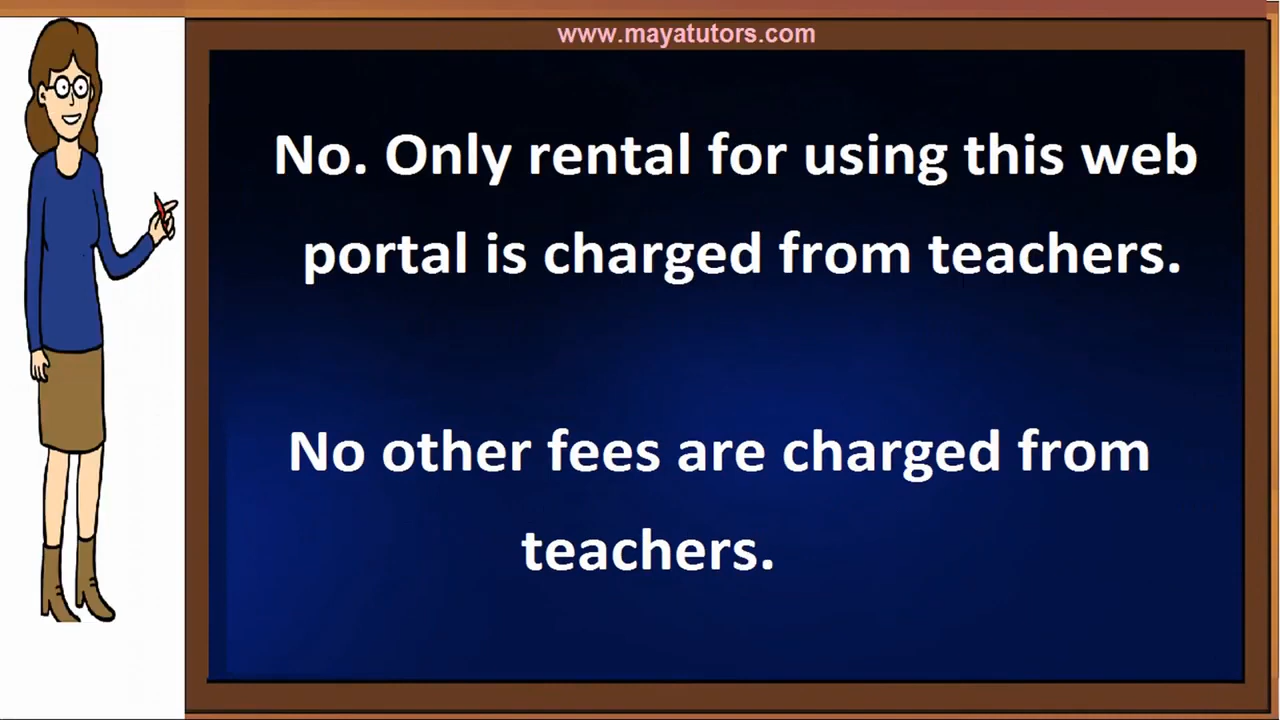 www.mayatutors.com
No. Only rental for using this web
portal is charged from teachers.
No other fees are charged from
teachers.